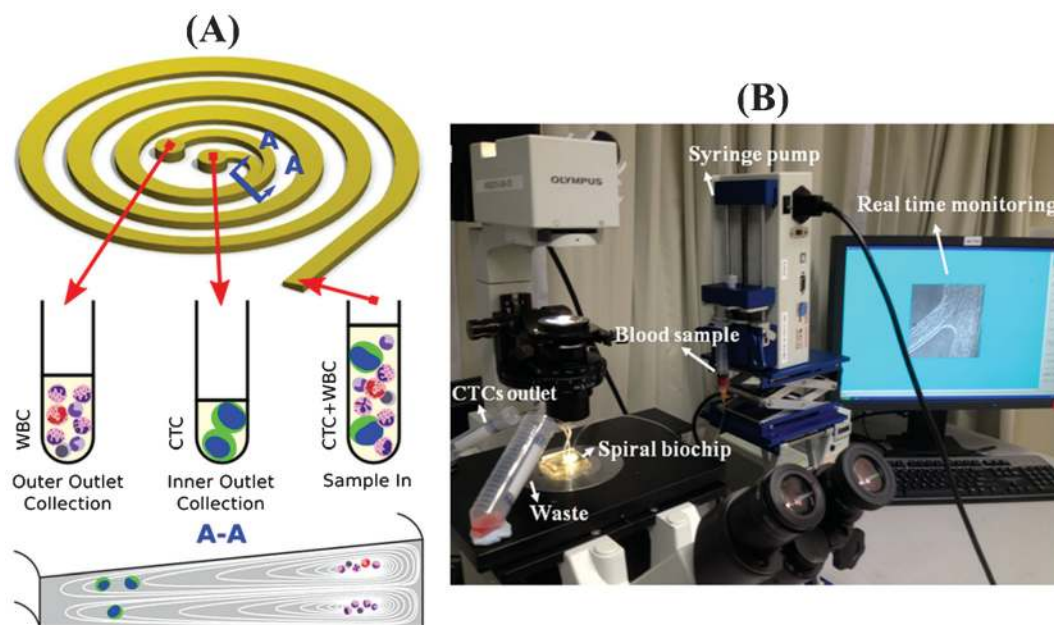 (A)
A
A
WBC
CTC
CTC+WBC
Outer Outlet
Collection
Inner Outlet
Collection
Sample In
A-A
(B)
OLYMPUS
Syringe pump
Real time monitoring
Blood sample
CTCs outlet
Spiral biochip
Waste